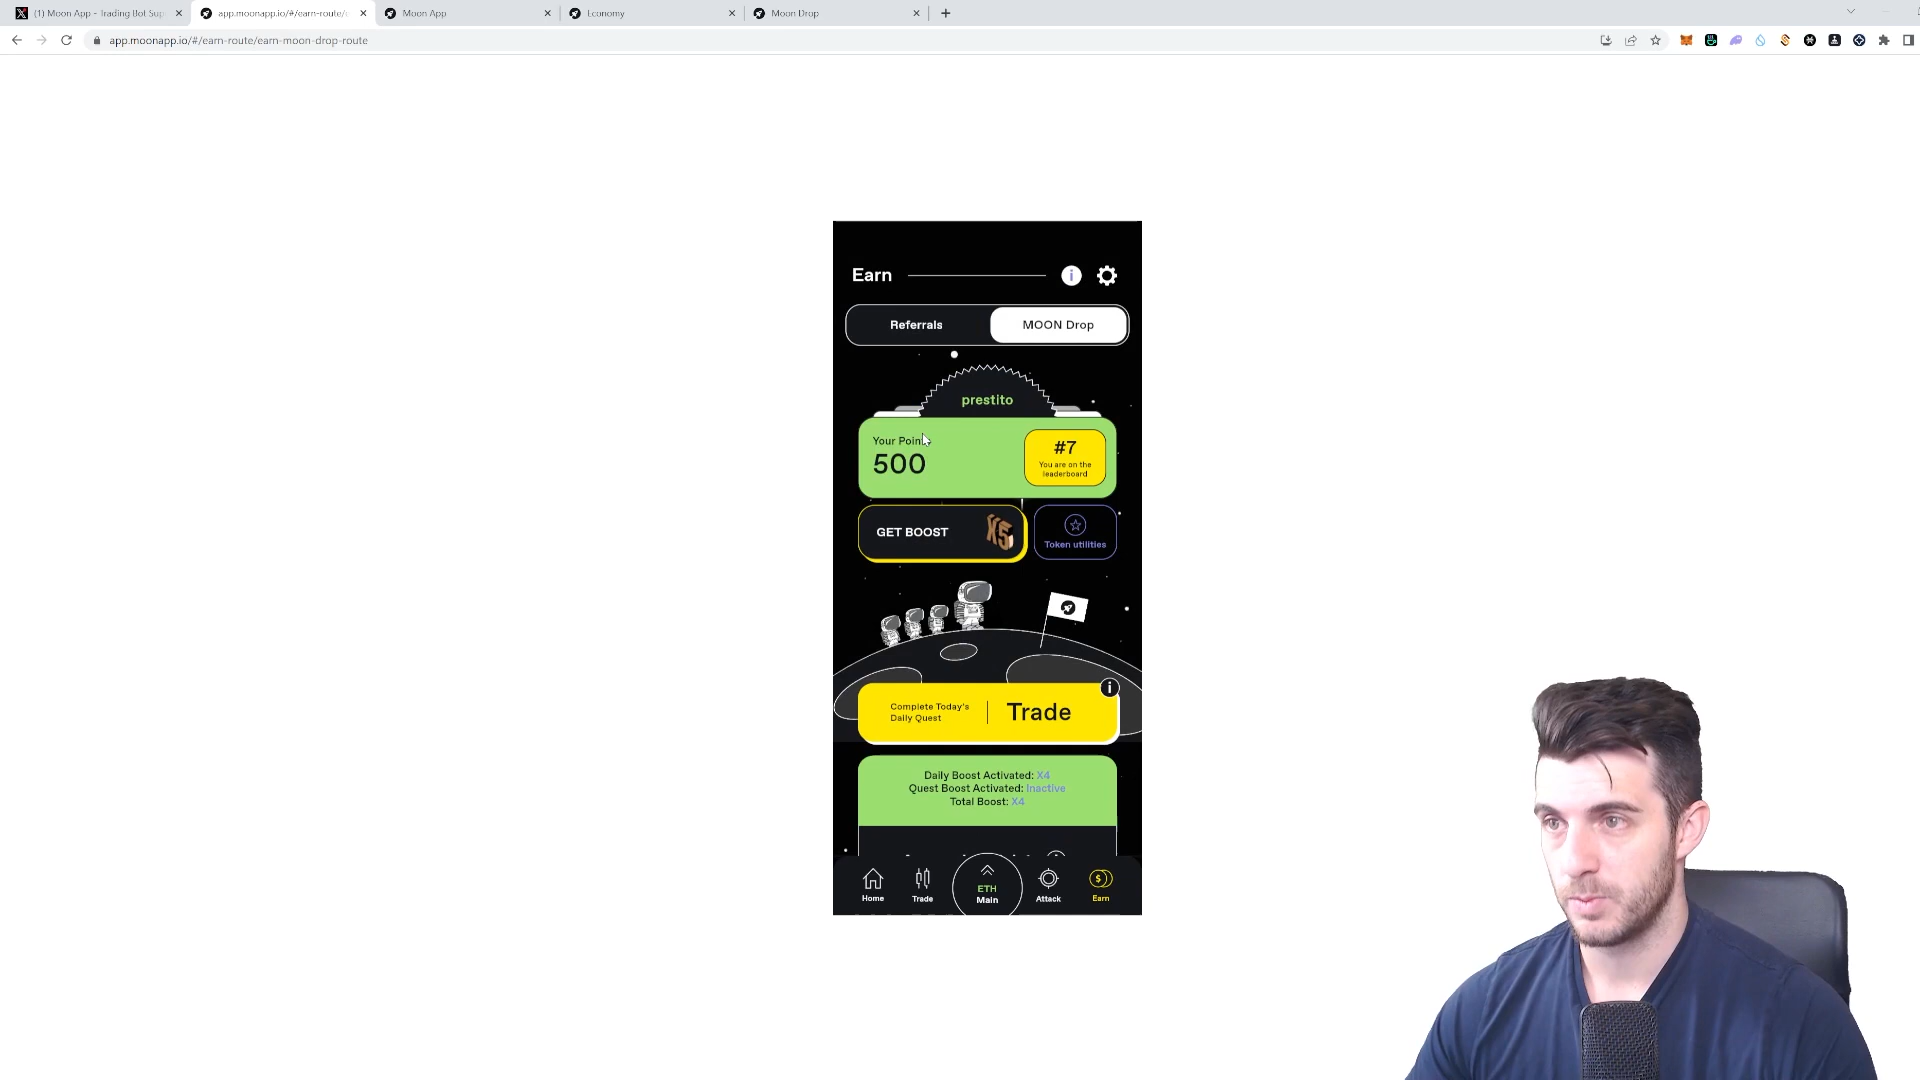 (1) Moon App - Trading Bot Sup
app.moonapp.io/#/earn-route/e
Moon App
Economy
Moon Drop
app.moonapp.io/#/earn-route/earn-moon-drop-route
Earn
i
Referrals
MOON Drop
prestito
Your Poin
500
#7
You are on the
leaderboard
GET BOOST
X5
Token utilities
Complete Today's
Daily Quest
Trade
i
Daily Boost Activated: X4
Quest Boost Activated: Inactive
Total Boost: X4
Home
Trade
ETH
Main
Attack
$
Earn